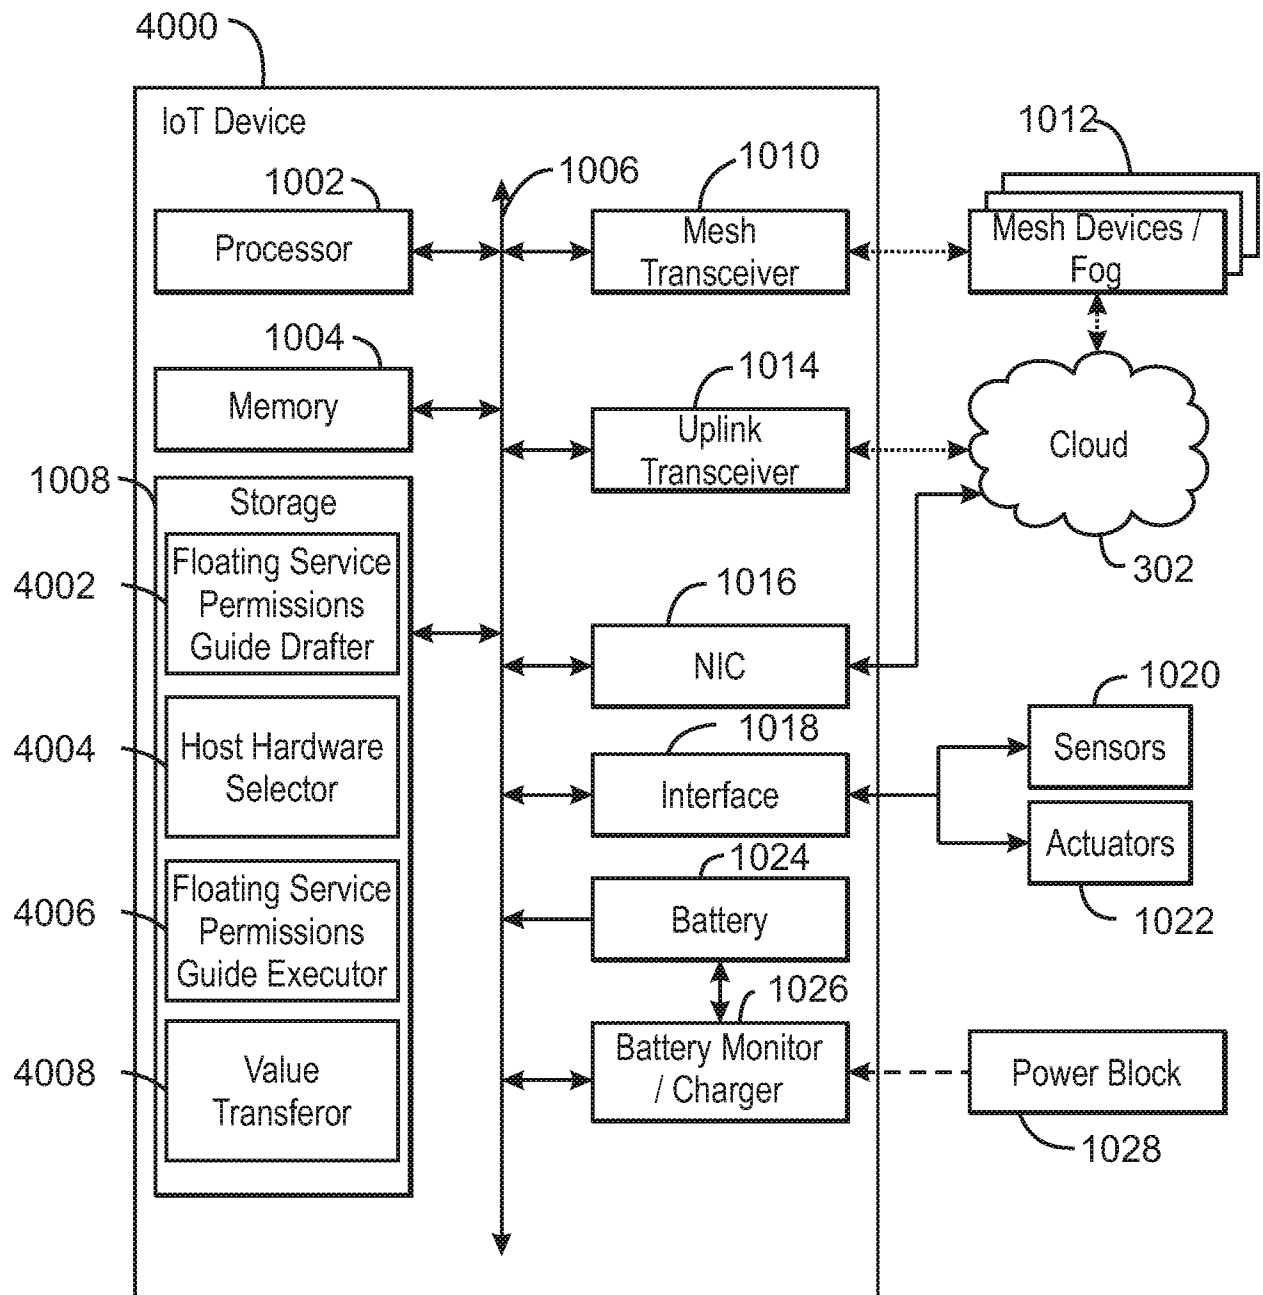 4000
IoT Device
1012
1002
1006
1010
Processor
Mesh
Transceiver
Mesh Devices /
Fog
1004
1014
Memory
Uplink
Transceiver
Cloud
1008
Storage
302
4002
Floating Service
Permissions
Guide Drafter
1016
NIC
1020
Sensors
4004
Host Hardware
Selector
1018
Interface
Actuators
1022
1024
Battery
4006
Floating Service
Permissions
Guide Executor
1026
Battery Monitor
/ Charger
Power Block
1028
4008
Value
Transferor